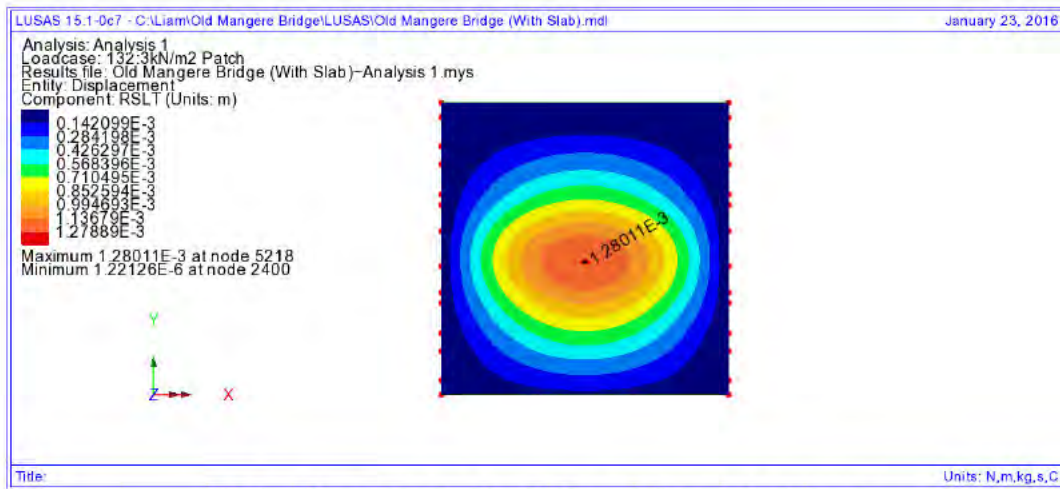 LUSAS 15.1-0c7 - C:\Liam\Old Mangere Bridge\LUSAS\Old Mangere Bridge (With Slab).mdl January 23, 2016
Analysis: Analysis 1
Loadcase: 132:3kN/m2 Patch
Results file: Old Mangere Bridge (With Slab)~Analysis 1.mys
Entity: Displacement
Component: RSLT (Units: m)
0.142099E-3
0.284198E-3
0.426297E-3
0.568396E-3
0.710495E-3
0.852594E-3
0.994693E-3
1.13679E-3
1.27889E-3
Maximum 1.28011E-3 at node 5218
Minimum 1.22126E-6 at node 2400
1.28011E-3
Y
Z X
Title: Units: N,m,kg,s,C